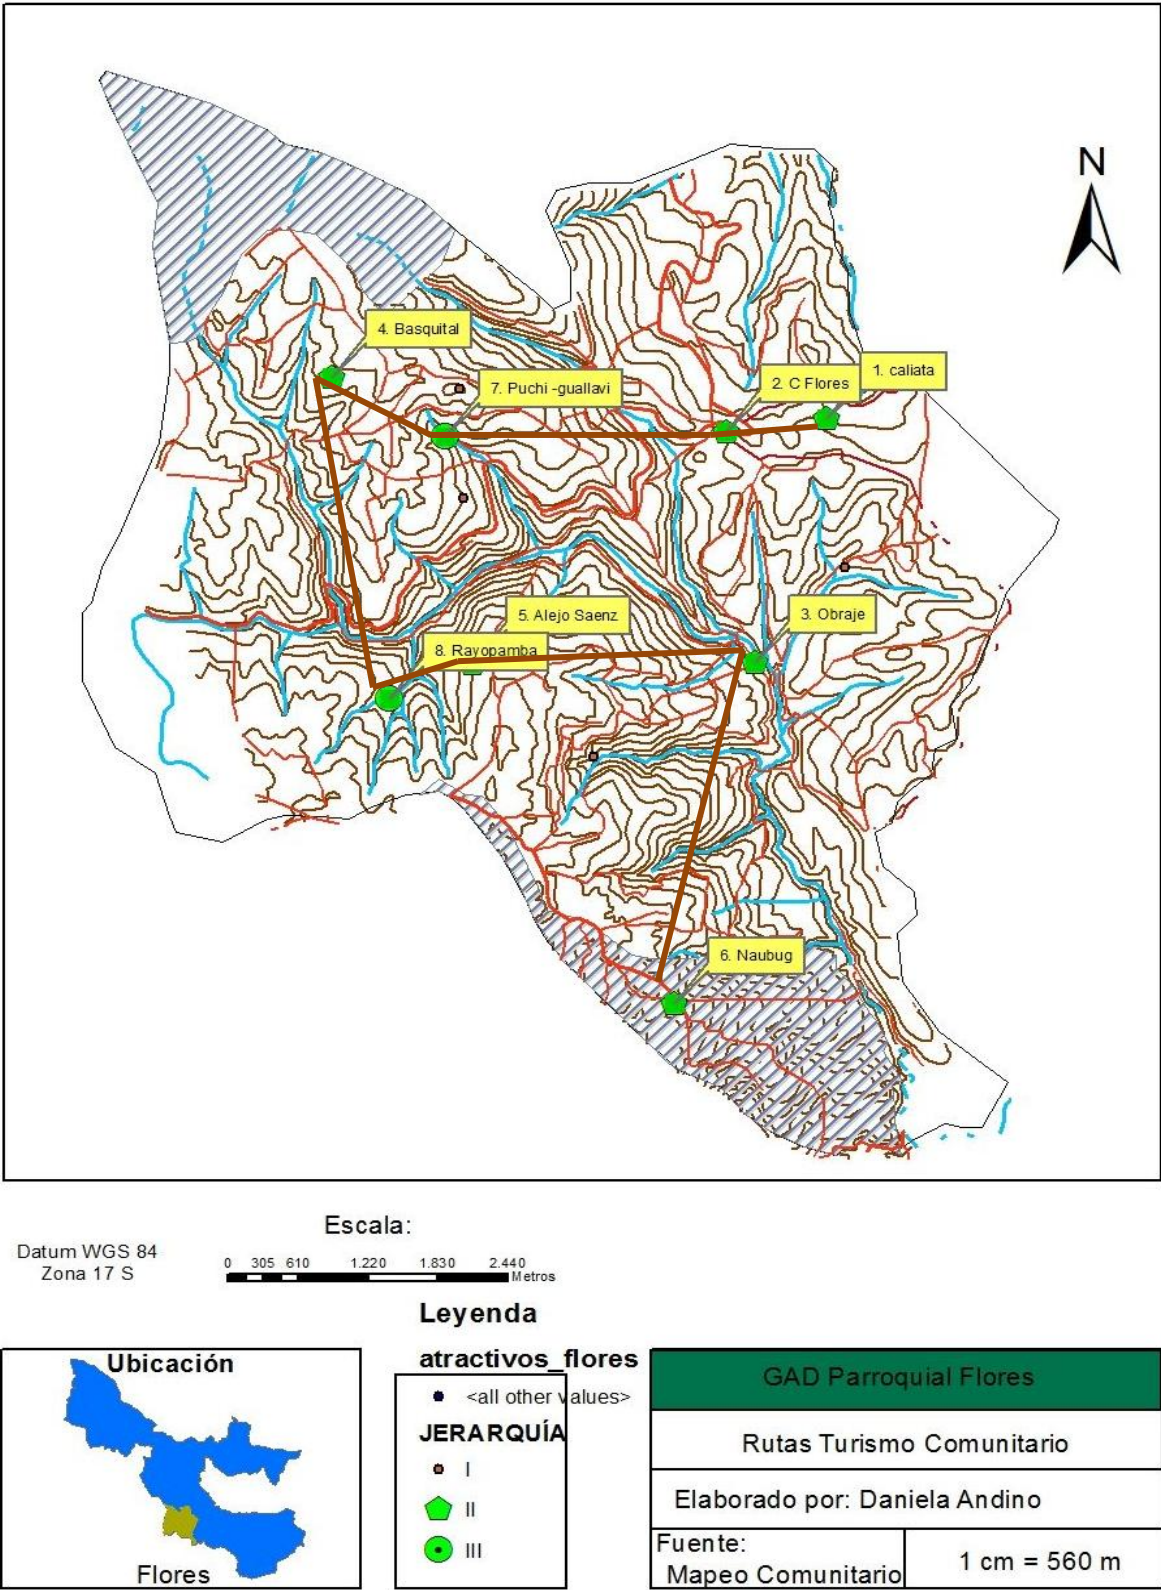 N
4. Basquital
1. caliata
7. Puchi -guallavi
2. C Flores
5. Alejo Saenz
3. Obraje
8. Rayopamba
6. Naubug
Escala:
Datum WGS 84
Zona 17 S
0 305 610 1.220 1.830 2.440
Metros
Leyenda
Ubicación
Flores
atractivos_flores
<all other values>
JERARQUÍA
I
II
III
GAD Parroquial Flores
Rutas Turismo Comunitario
Elaborado por: Daniela Andino
Fuente:
Mapeo Comunitario
1 cm = 560 m